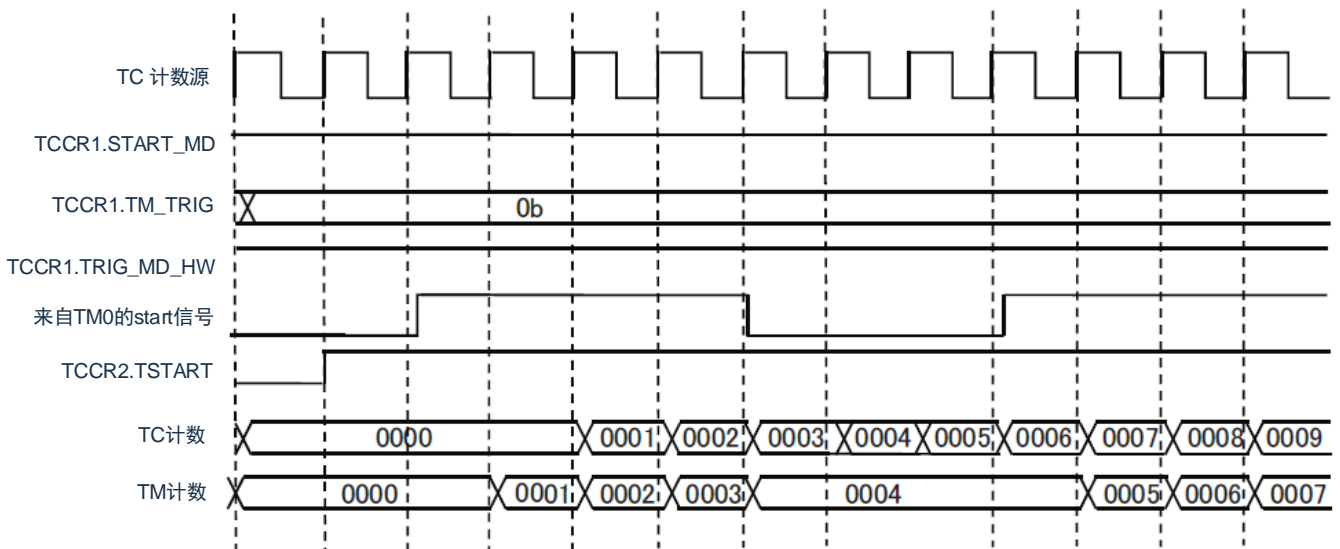 TC 计数源
TCCR1.START_MD
TCCR1.TM_TRIG 0b
TCCR1.TRIG_MD_HW
来自TM0的start信号
TCCR2.TSTART
TC计数 0000 0001 0002 0003 0004 0005 0006 0007 0008 0009
TM计数 0000 0001 0002 0003 0004 0005 0006 0007